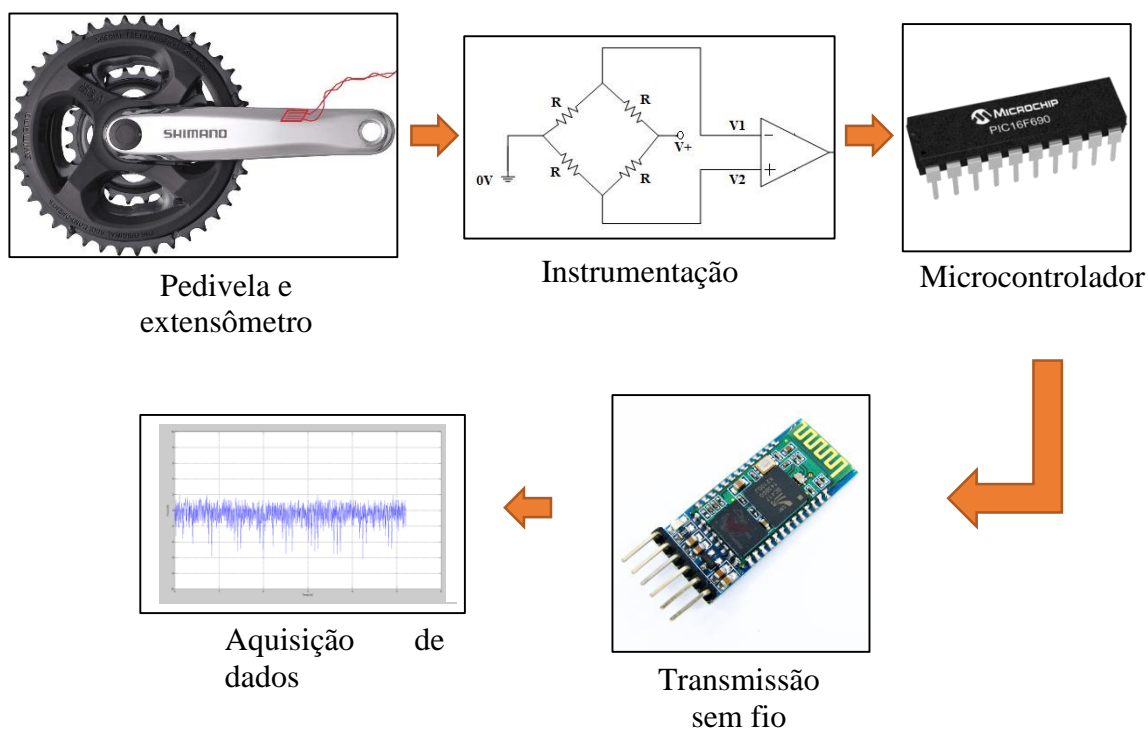 SHIMANO
R
R
R
R
0V
V+
V1
V2
MICROCHIP
PIC16F690
Pedivela e
extensômetro
Instrumentação
Microcontrolador
Aquisição de
dados
Transmissão
sem fio